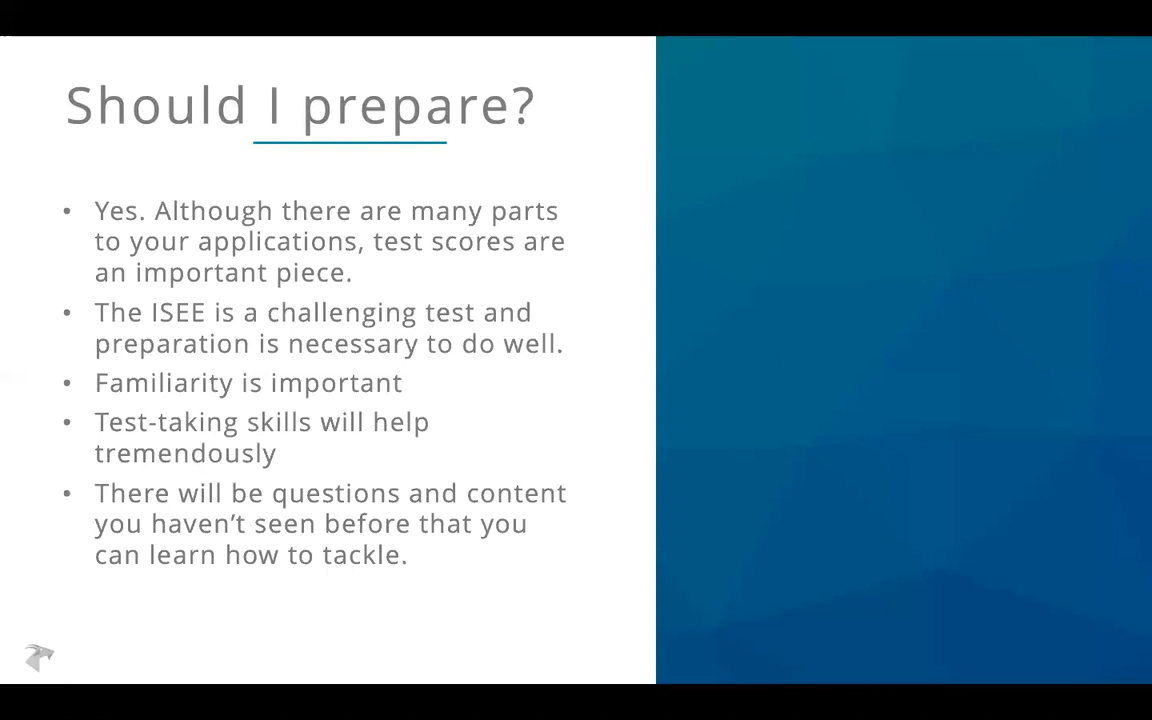 Should I prepare?
• Yes. Although there are many parts
to your applications, test scores are
an important piece.
• The ISEE is a challenging test and
preparation is necessary to do well.
• Familiarity is important
• Test-taking skills will help
tremendously
• There will be questions and content
you haven’t seen before that you
can learn how to tackle.